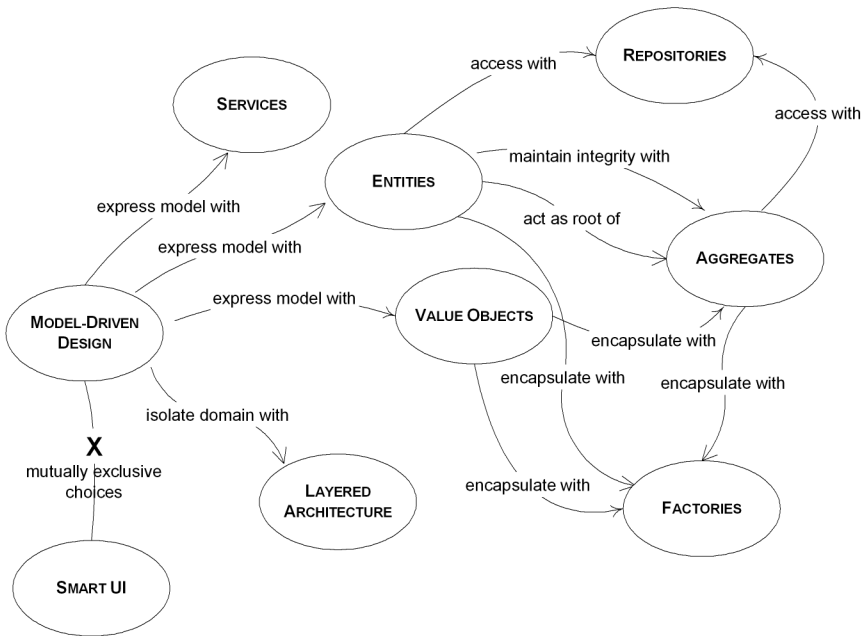 REPOSITORIES
access with
SERVICES
access with
maintain integrity with
ENTITIES
express model with
act as root of
express model with
AGGREGATES
express model with
MODEL-DRIVEN
DESIGN
VALUE OBJECTS
encapsulate with
encapsulate with
encapsulate with
isolate domain with
X
mutually exclusive
choices
encapsulate with
LAYERED
ARCHITECTURE
FACTORIES
SMART UI